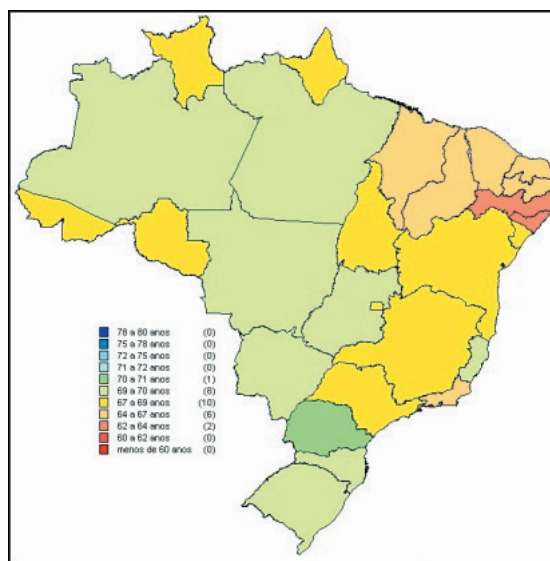 78 a 80 anos (0)
75 a 78 anos (0)
72 a 75 anos (0)
71 a 72 anos (0)
70 a 71 anos (1)
69 a 70 anos (8)
67 a 69 anos (10)
64 a 67 anos (6)
62 a 64 anos (2)
60 a 62 anos (0)
menos de 60 anos (0)